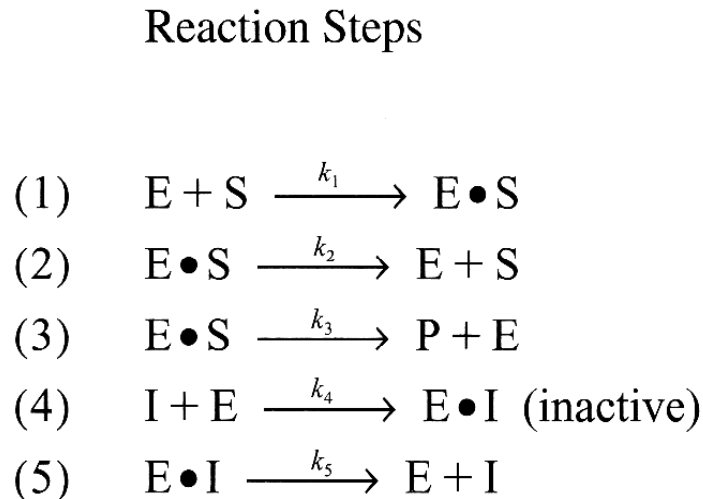 Reaction Steps
(1) E + S k₁ → E • S
(2) E • S k₂ → E + S
(3) E • S k₃ → P + E
(4) I + E k₄ → E • I (inactive)
(5) E • I k₅ → E + I